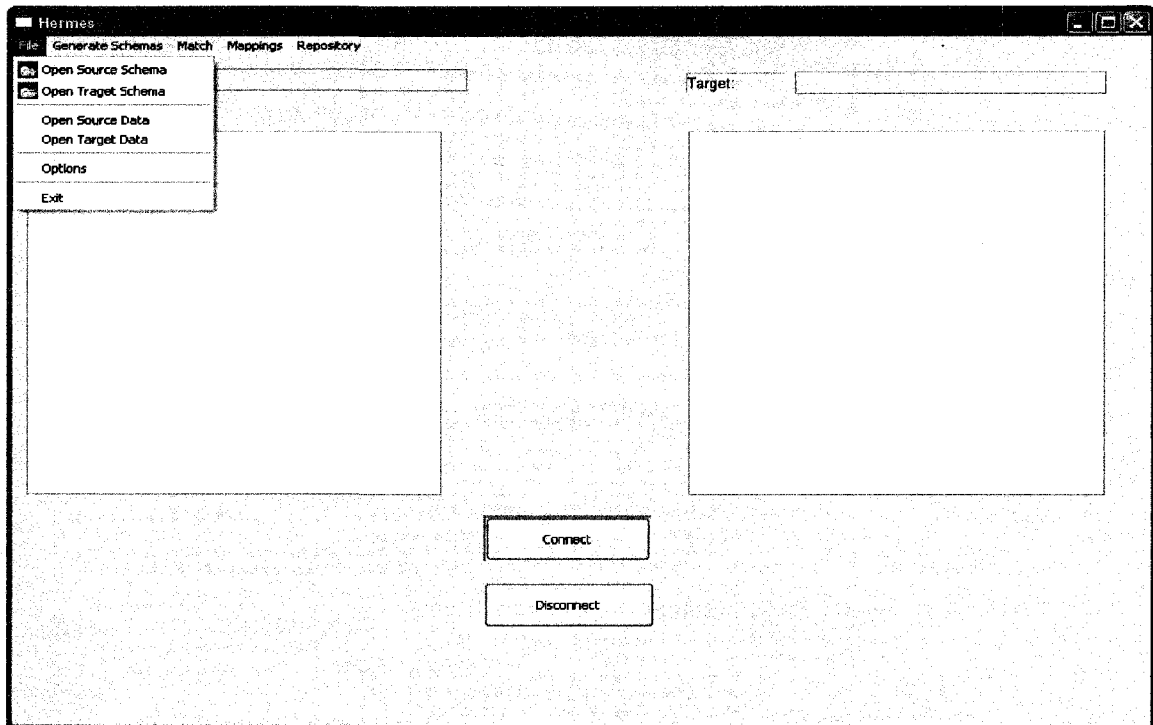 Hermes
File Generate Schemas Match Mappings Repository
Open Source Schema
Open Traget Schema
Target:
Open Source Data
Open Target Data
Options
Exit
Connect
Disconnect